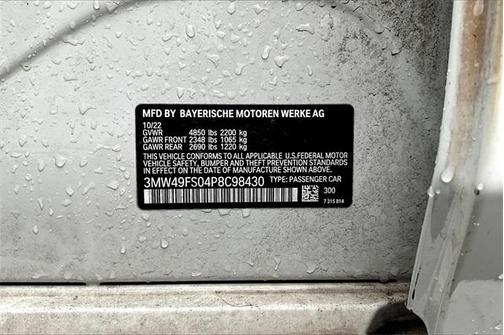 MFD BY BAYERISCHE MOTOREN WERKE AG
10/22
GVWR 4850 lbs 2200 kg
GAWR FRONT 2348 lbs 1065 kg
GAWR REAR 2690 lbs 1220 kg
THIS VEHICLE CONFORMS TO ALL APPLICABLE U.S.FEDERAL MOTOR
VEHICLE SAFETY, BUMPER, AND THEFT PREVENTION STANDARDS
IN EFFECT ON THE DATE OF MANUFACTURE SHOWN ABOVE.
3MW49FS04P8C98430 TYPE: PASSENGER CAR
300
7 315 814